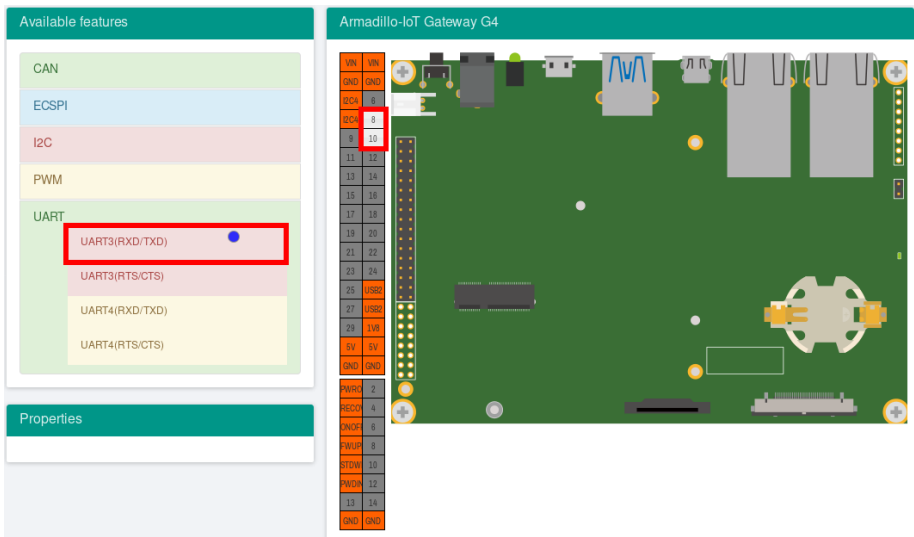 Available features
CAN
ECSPI
I2C
PWM
UART
UART3(RXD/TXD)
UART3(RTS/CTS)
UART4(RXD/TXD)
UART4(RTS/CTS)
Properties
Armadillo-IoT Gateway G4
VIN VIN
GND GND
I2C4 6
I2C4 8
9 10
11 12
13 14
15 16
17 18
19 20
21 22
23 24
25 USB2
27 USB2
29 1V8
5V 5V
GND GND
PWRO 2
RECOV 4
ONOFF 6
FWUP 8
STDW 10
PWDIN 12
13 14
GND GND